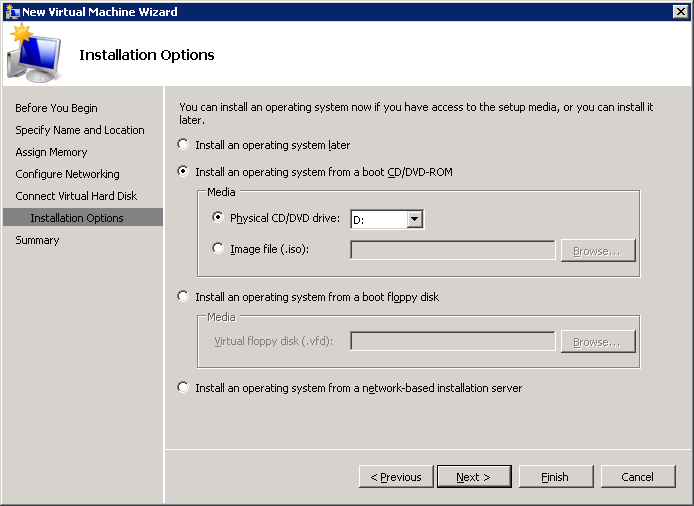 New Virtual Machine Wizard
Installation Options
Before You Begin
Specify Name and Location
Assign Memory
Configure Networking
Connect Virtual Hard Disk
Installation Options
Summary
You can install an operating system now if you have access to the setup media, or you can install it
later.
Install an operating system later
Install an operating system from a boot CD/DVD-ROM
Media
Physical CD/DVD drive:
D:
Image file (.iso):
Browse...
Install an operating system from a boot floppy disk
Media
Virtual floppy disk (.vfd):
Browse...
Install an operating system from a network-based installation server
< Previous
Next >
Finish
Cancel